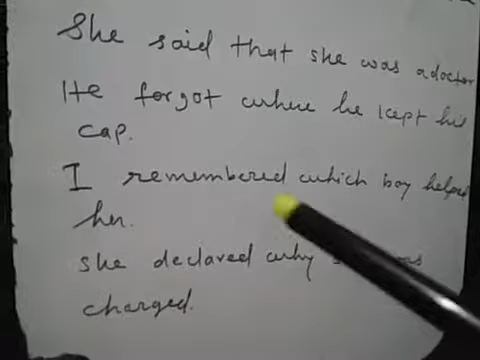 She said that she was a doctor
He forgot where he kept his
cap.
I remembered which boy helped
her.
she declared why
charged.